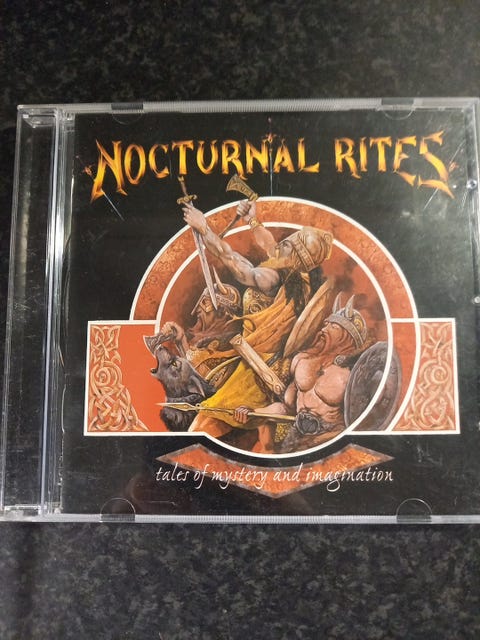 NOCTURNAL RITES
tales of mystery and imagination